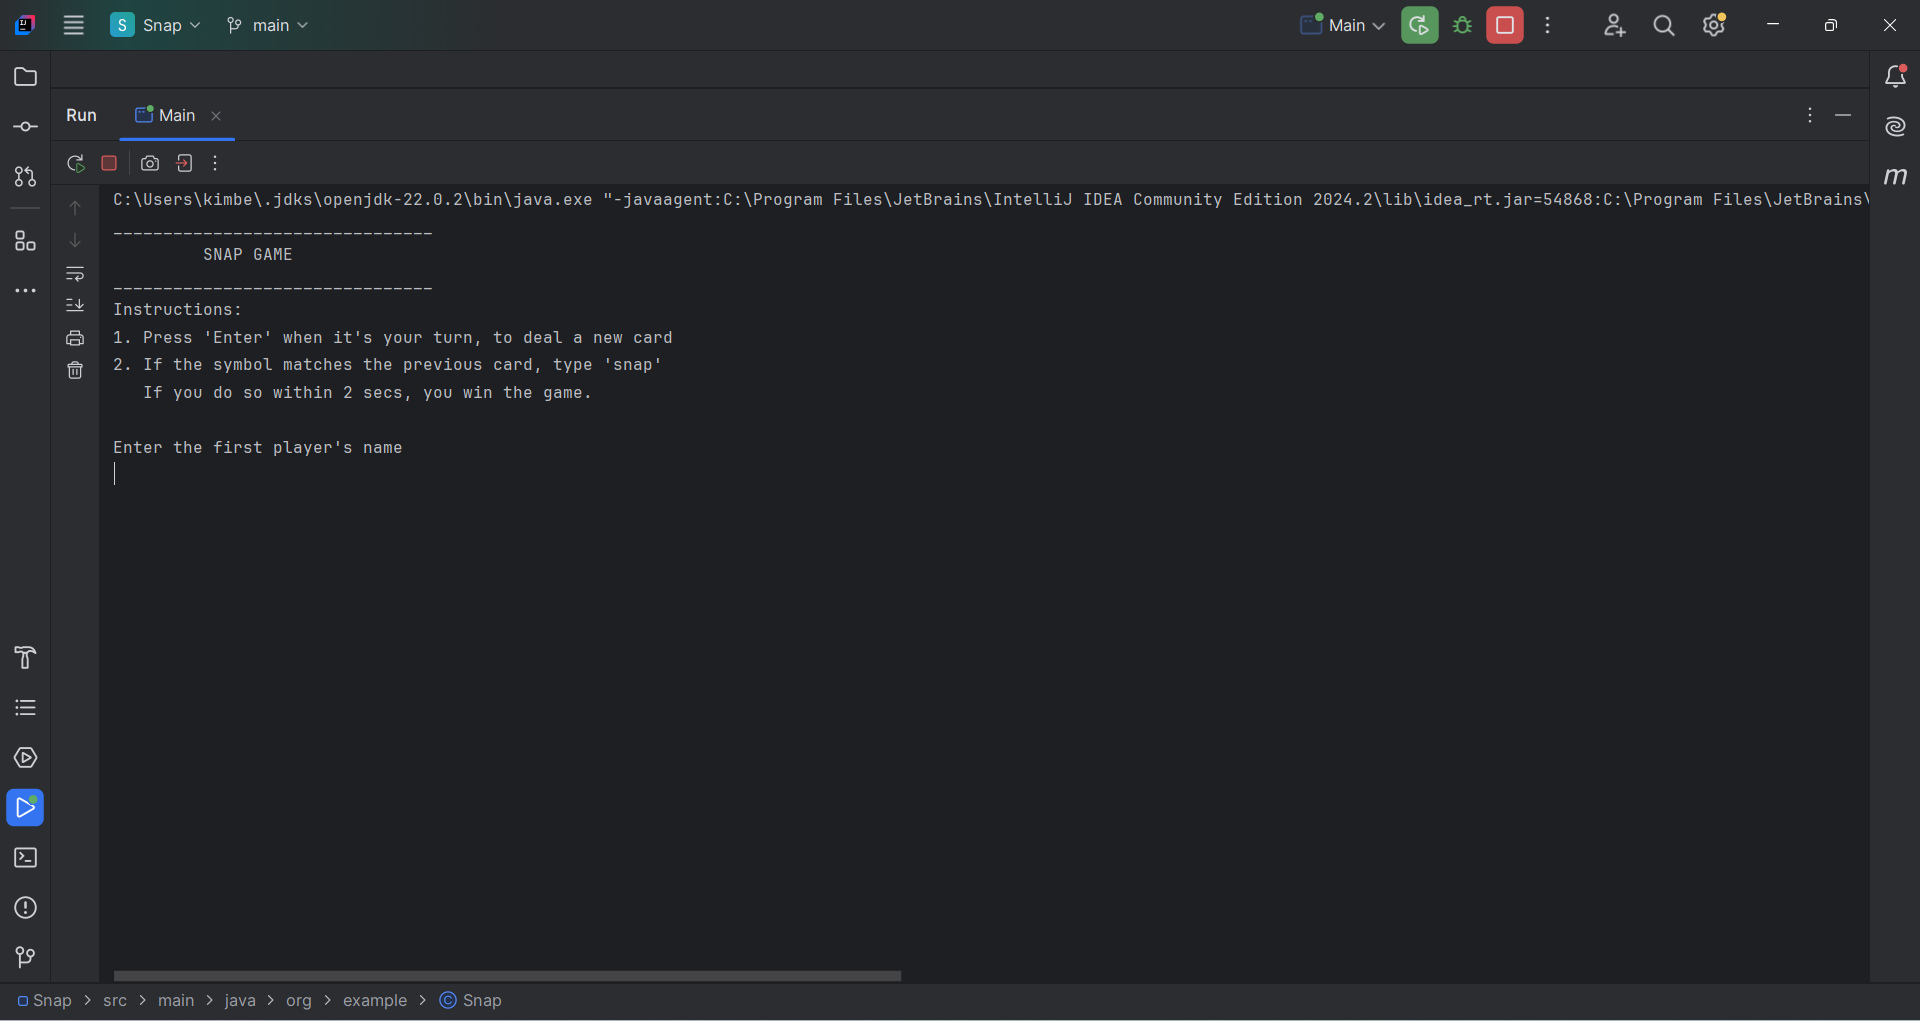 S Snap main Main
Run Main
C:\Users\kimbe\.jdks\openjdk-22.0.2\bin\java.exe "-javaagent:C:\Program Files\JetBrains\IntelliJ IDEA Community Edition 2024.2\lib\idea_rt.jar=54868:C:\Program Files\JetBrains\
--------------------------------
SNAP GAME
--------------------------------
Instructions:
1. Press 'Enter' when it's your turn, to deal a new card
2. If the symbol matches the previous card, type 'snap'
If you do so within 2 secs, you win the game.
Enter the first player's name
Snap > src > main > java > org > example > © Snap